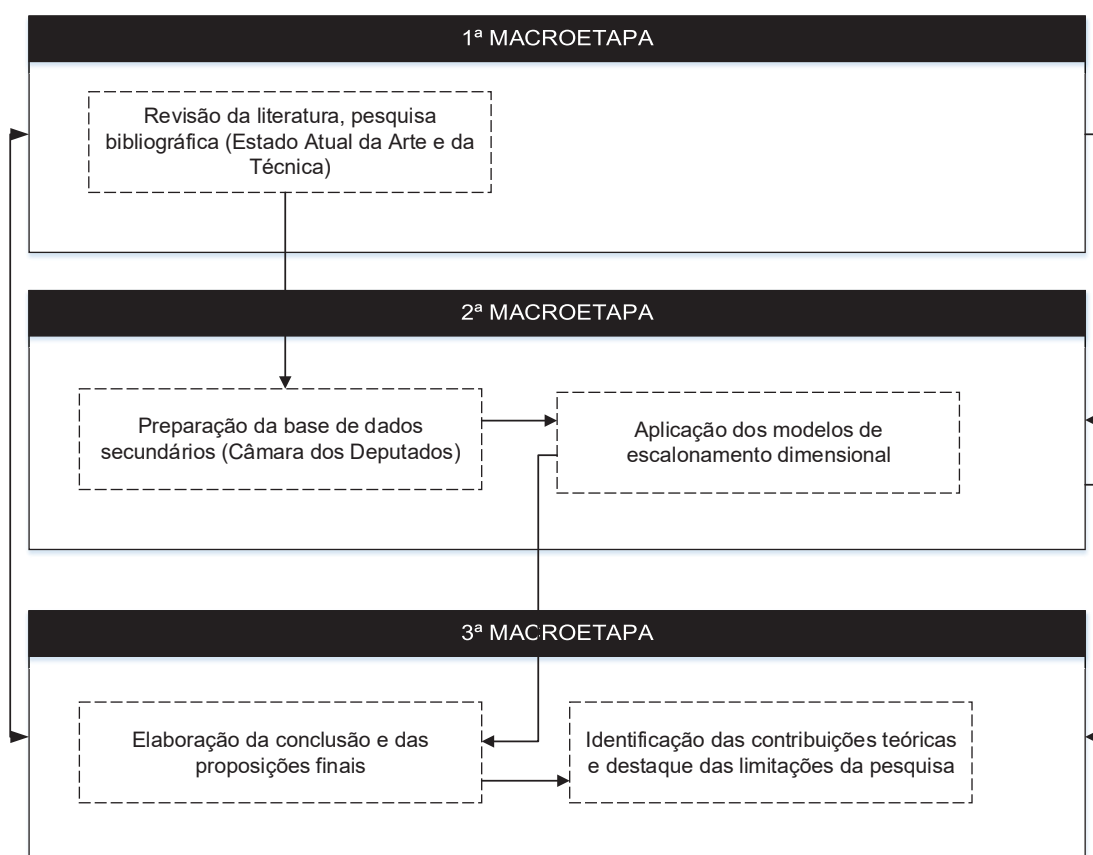 1ª MACROETAPA
Revisão da literatura, pesquisa
bibliográfica (Estado Atual da Arte e da
Técnica)
2ª MACROETAPA
Preparação da base de dados
secundários (Câmara dos Deputados)
Aplicação dos modelos de
escalonamento dimensional
3ª MACROETAPA
Elaboração da conclusão e das
proposições finais
Identificação das contribuições teóricas
e destaque das limitações da pesquisa